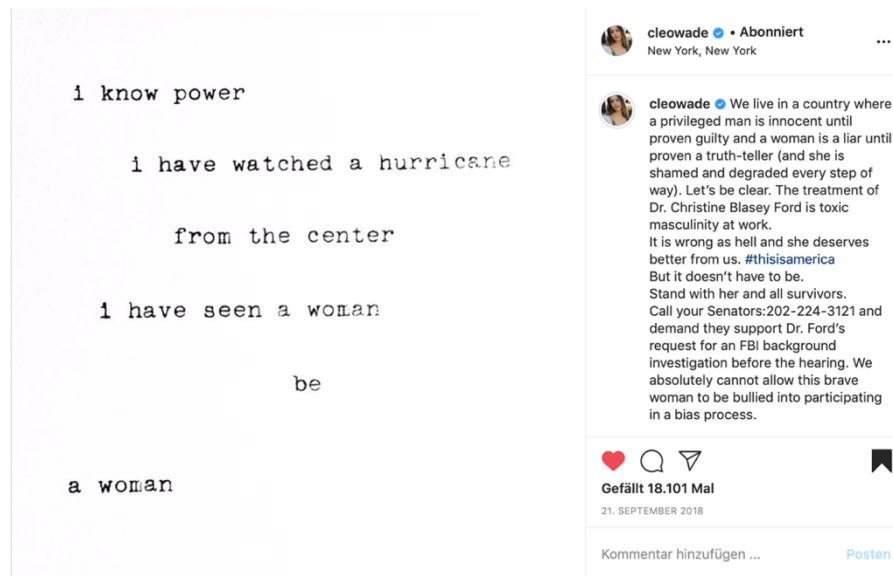 i know power
i have watched a hurricane
from the center
i have seen a woman
be
a woman
cleowade • Abonniert
New York, New York
...
cleowade We live in a country where
a privileged man is innocent until
proven guilty and a woman is a liar until
proven a truth-teller (and she is
shamed and degraded every step of
way). Let's be clear. The treatment of
Dr. Christine Blasey Ford is toxic
masculinity at work.
It is wrong as hell and she deserves
better from us. #thisisamerica
But it doesn't have to be.
Stand with her and all survivors.
Call your Senators:202-224-3121 and
demand they support Dr. Ford's
request for an FBI background
investigation before the hearing. We
absolutely cannot allow this brave
woman to be bullied into participating
in a bias process.
Gefällt 18.101 Mal
21. SEPTEMBER 2018
Kommentar hinzufügen ... Posten